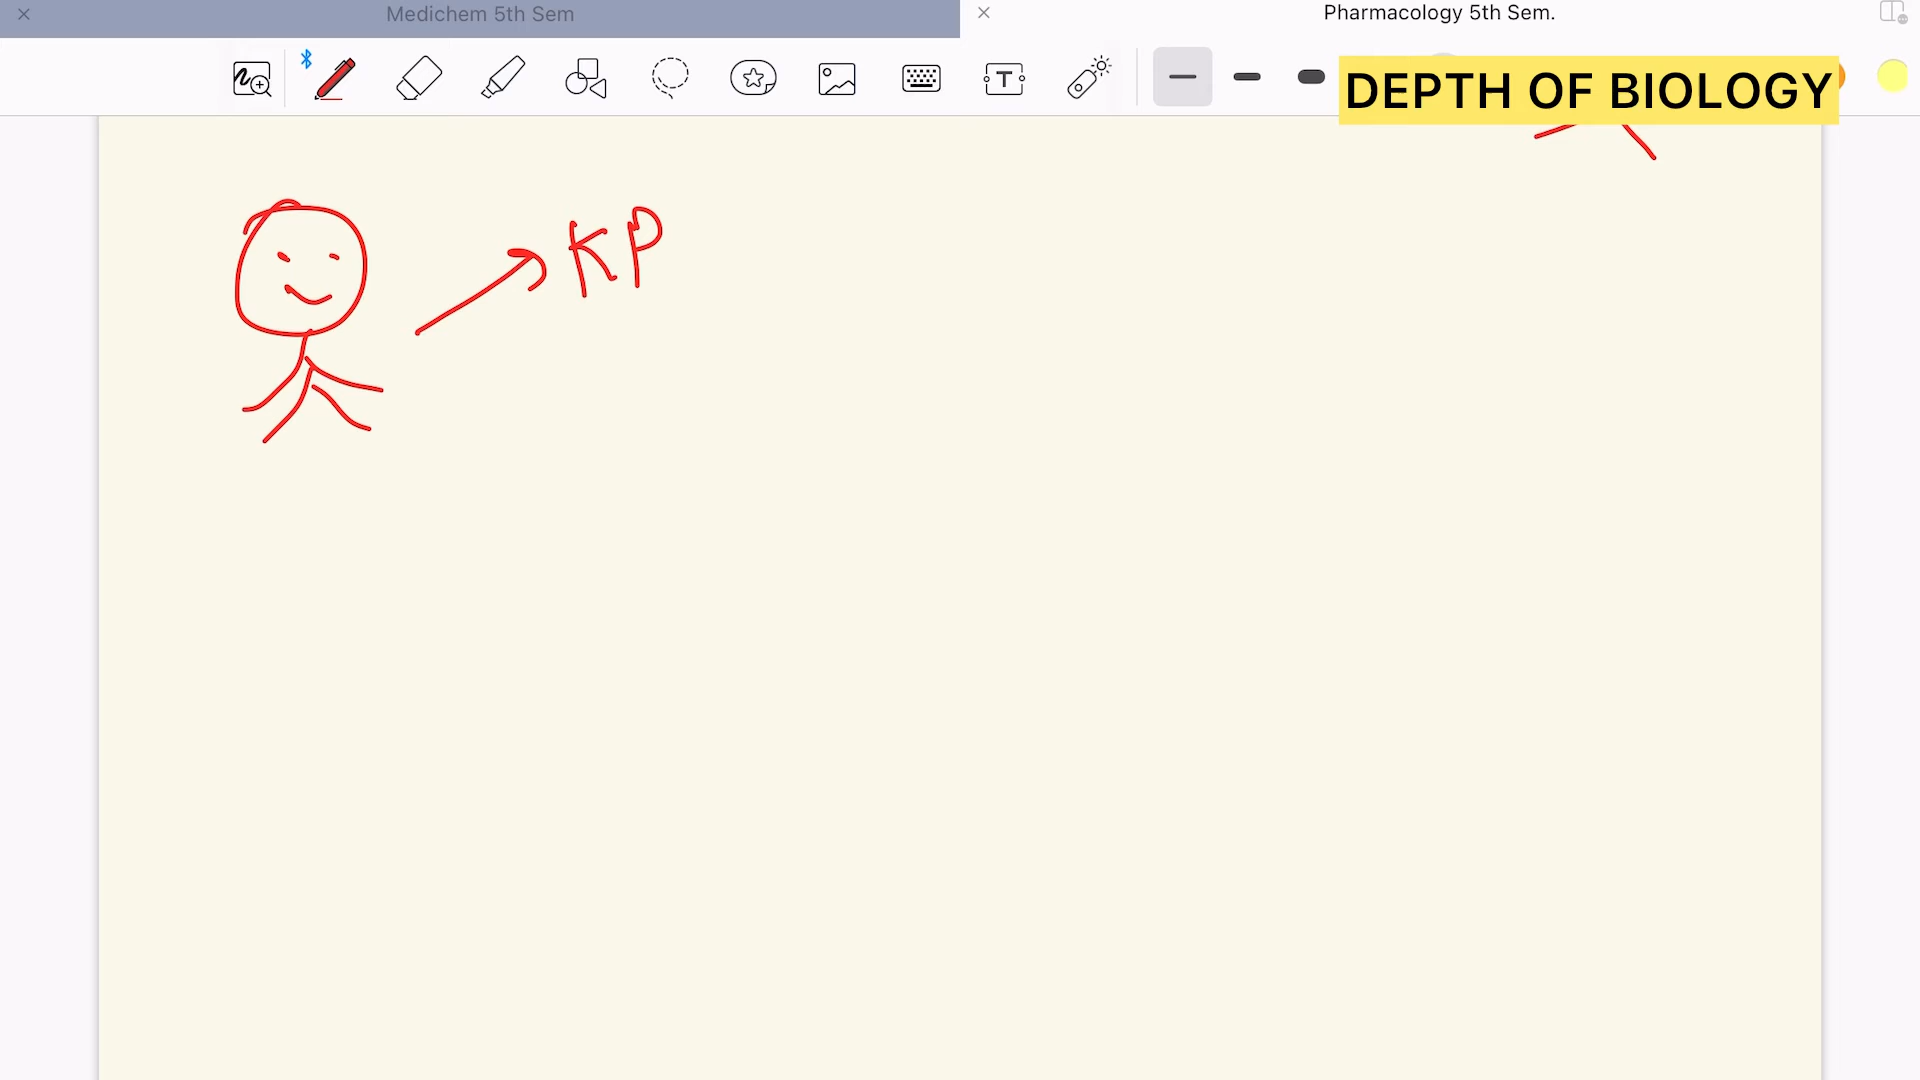 Medichem 5th Sem
Pharmacology 5th Sem.
T
DEPTH OF BIOLOGY
KP